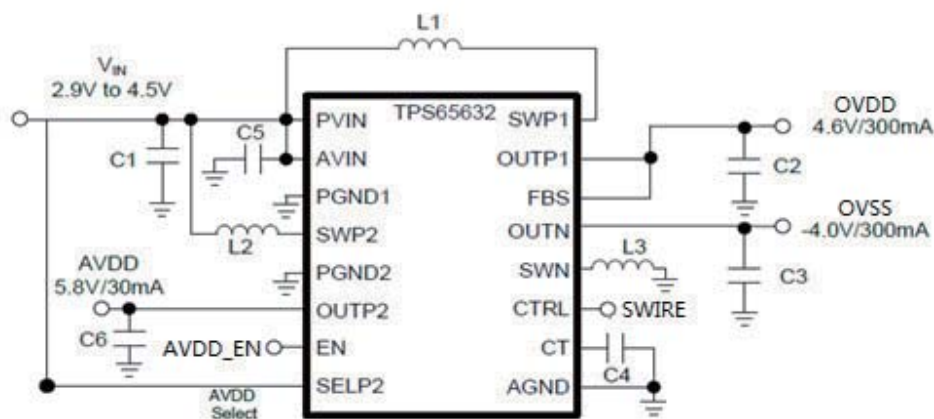 L1
VIN
2.9V to 4.5V
TPS65632
OVDD
4.6V/300mA
PVIN
SWP1
C5
C1
AVIN
OUTP1
C2
PGND1
FBS
OVSS
-4.0V/300mA
OUTN
L2
SWP2
L3
AVDD
5.8V/30mA
PGND2
SWN
C3
OUTP2
CTRL
SWIRE
C6
AVDD_EN
EN
CT
C4
SELP2
AGND
AVDD
Select